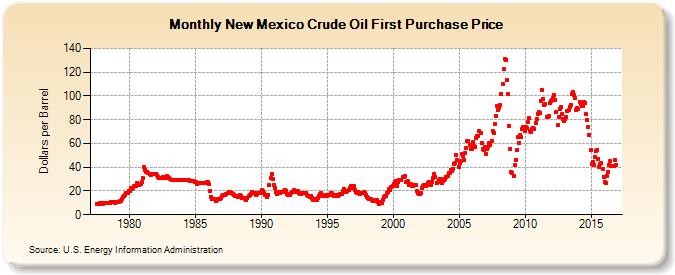 Monthly New Mexico Crude Oil First Purchase Price
Dollars per Barrel
140
120
100
80
60
40
20
0
1980 1985 1990 1995 2000 2005 2010 2015
Source: U.S. Energy Information Administration